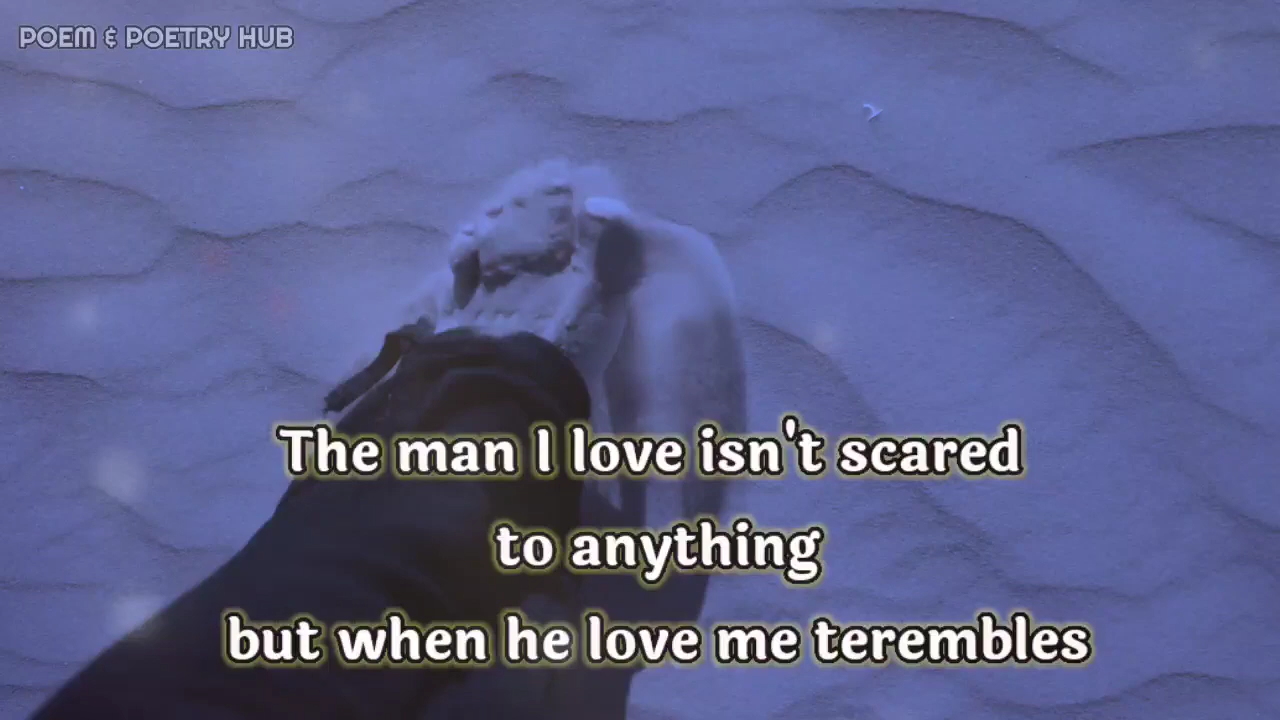 POEM & POETRY HUB
The man I love isn't scared
to anything
but when he love me terembles